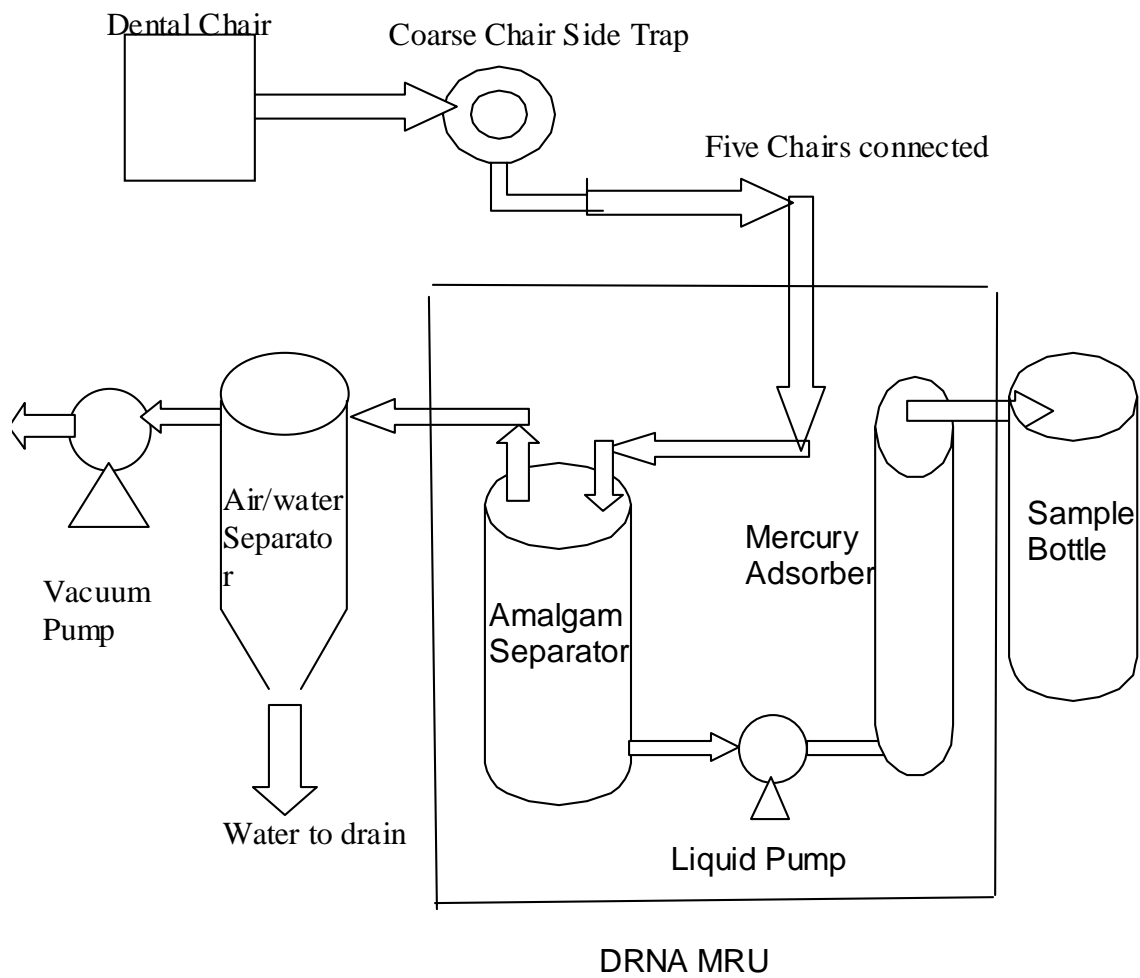 Dental Chair
Coarse Chair Side Trap
Five Chairs connected
Air/water
Separato
r
Vacuum
Pump
Amalgam
Separator
Mercury
Adsorber
Sample
Bottle
Water to drain
Liquid Pump
DRNA MRU